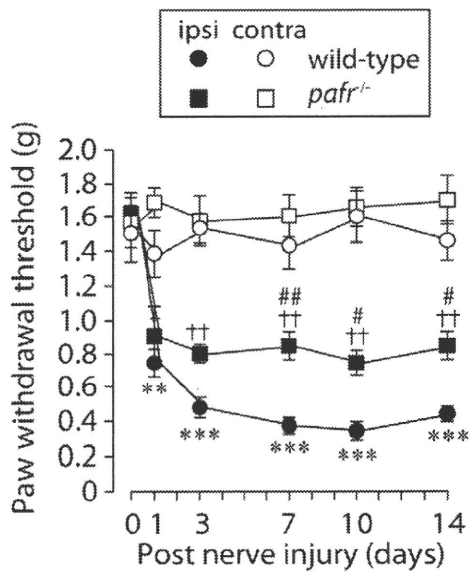 ipsi contra
wild-type
pafr-/-
Paw withdrawal threshold (g)
2.0
1.8
1.6
1.4
1.2
1.0
0.8
0.6
0.4
0.2
0
## # #
†† †† †† ††
**
*** *** *** ***
0 1 3 7 10 14
Post nerve injury (days)